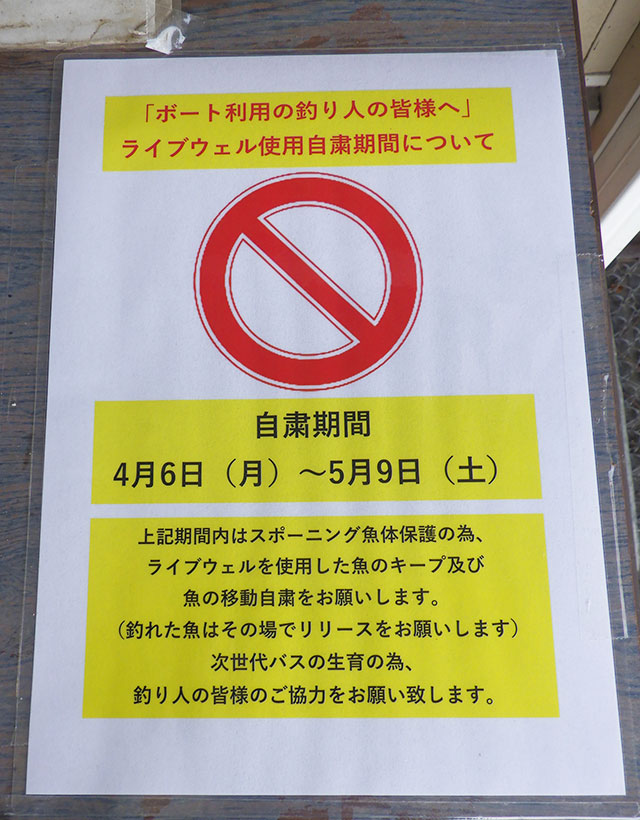 「ボート利用の釣り人の皆様へ」
ライブウェル使用自粛期間について
自粛期間
4月6日（月）～5月9日（土）
上記期間内はスポーニング魚体保護の為、
ライブウェルを使用した魚のキープ及び
魚の移動自粛をお願いします。
（釣れた魚はその場でリリースをお願いします）
次世代バスの生育の為、
釣り人の皆様のご協力をお願い致します。